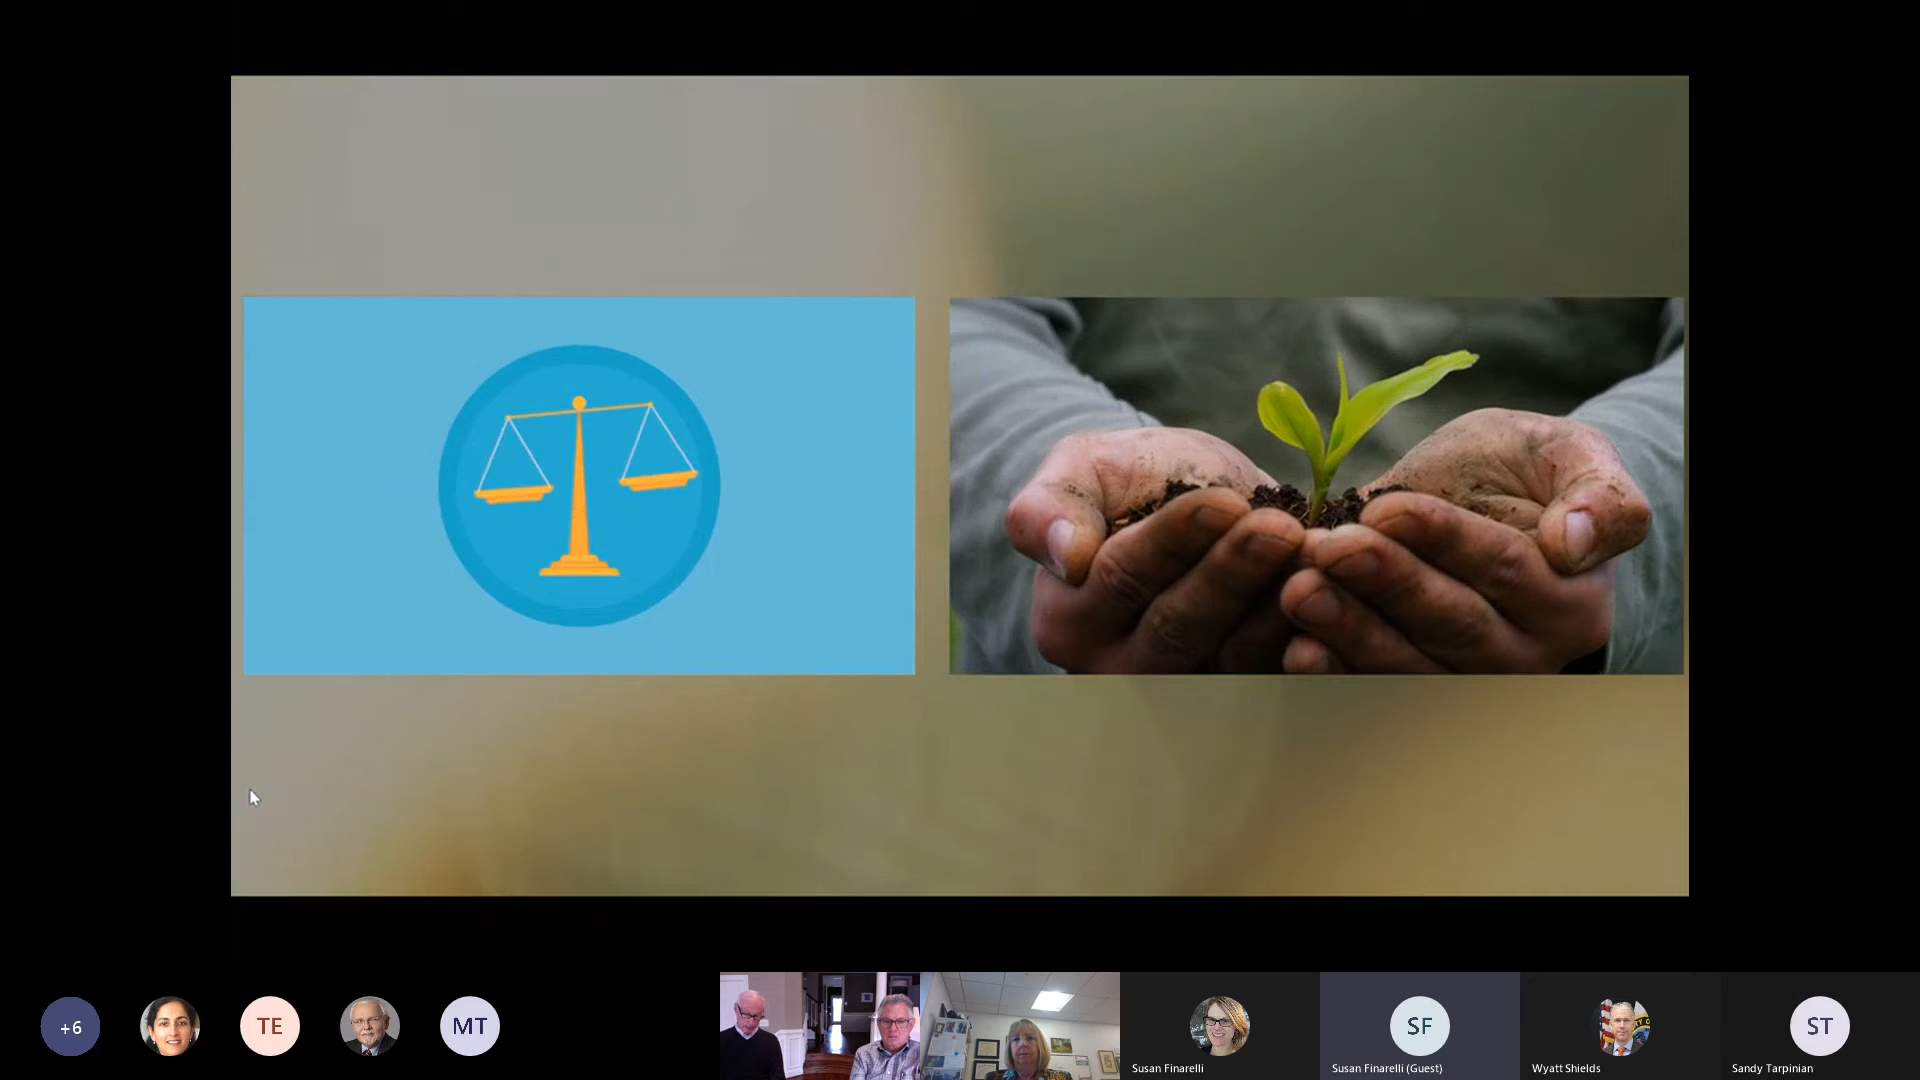 +6
TE
MT
Susan Finarelli
SF
Susan Finarelli (Guest)
Wyatt Shields
ST
Sandy Tarpinian